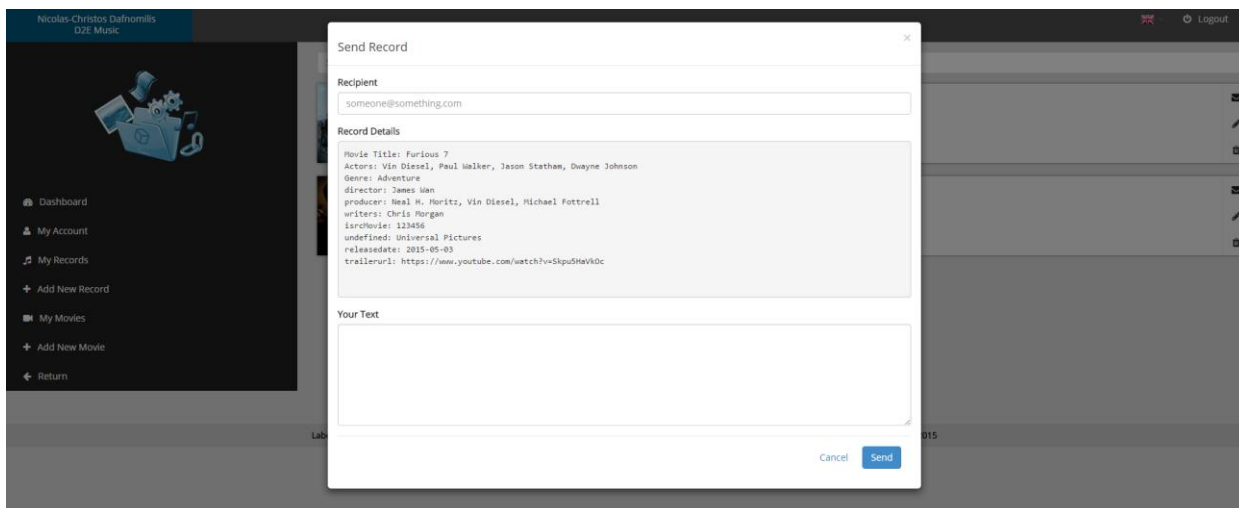 Nicolas-Christos Dafnomilis
D2E Music
Logout
Dashboard
My Account
My Records
+ Add New Record
My Movies
+ Add New Movie
Return
Send Record
×
Recipient
someone@something.com
Record Details
Movie Title: Furious 7
Actors: Vin Diesel, Paul Walker, Jason Statham, Dwayne Johnson
Genre: Adventure
director: James Wan
producer: Neal H. Moritz, Vin Diesel, Michael Fottrell
writers: Chris Morgan
isrcMovie: 123456
undefined: Universal Pictures
releasedate: 2015-05-03
trailerurl: https://www.youtube.com/watch?v=Skpu5HaVkOc
Your Text
Cancel
Send
Labe
015